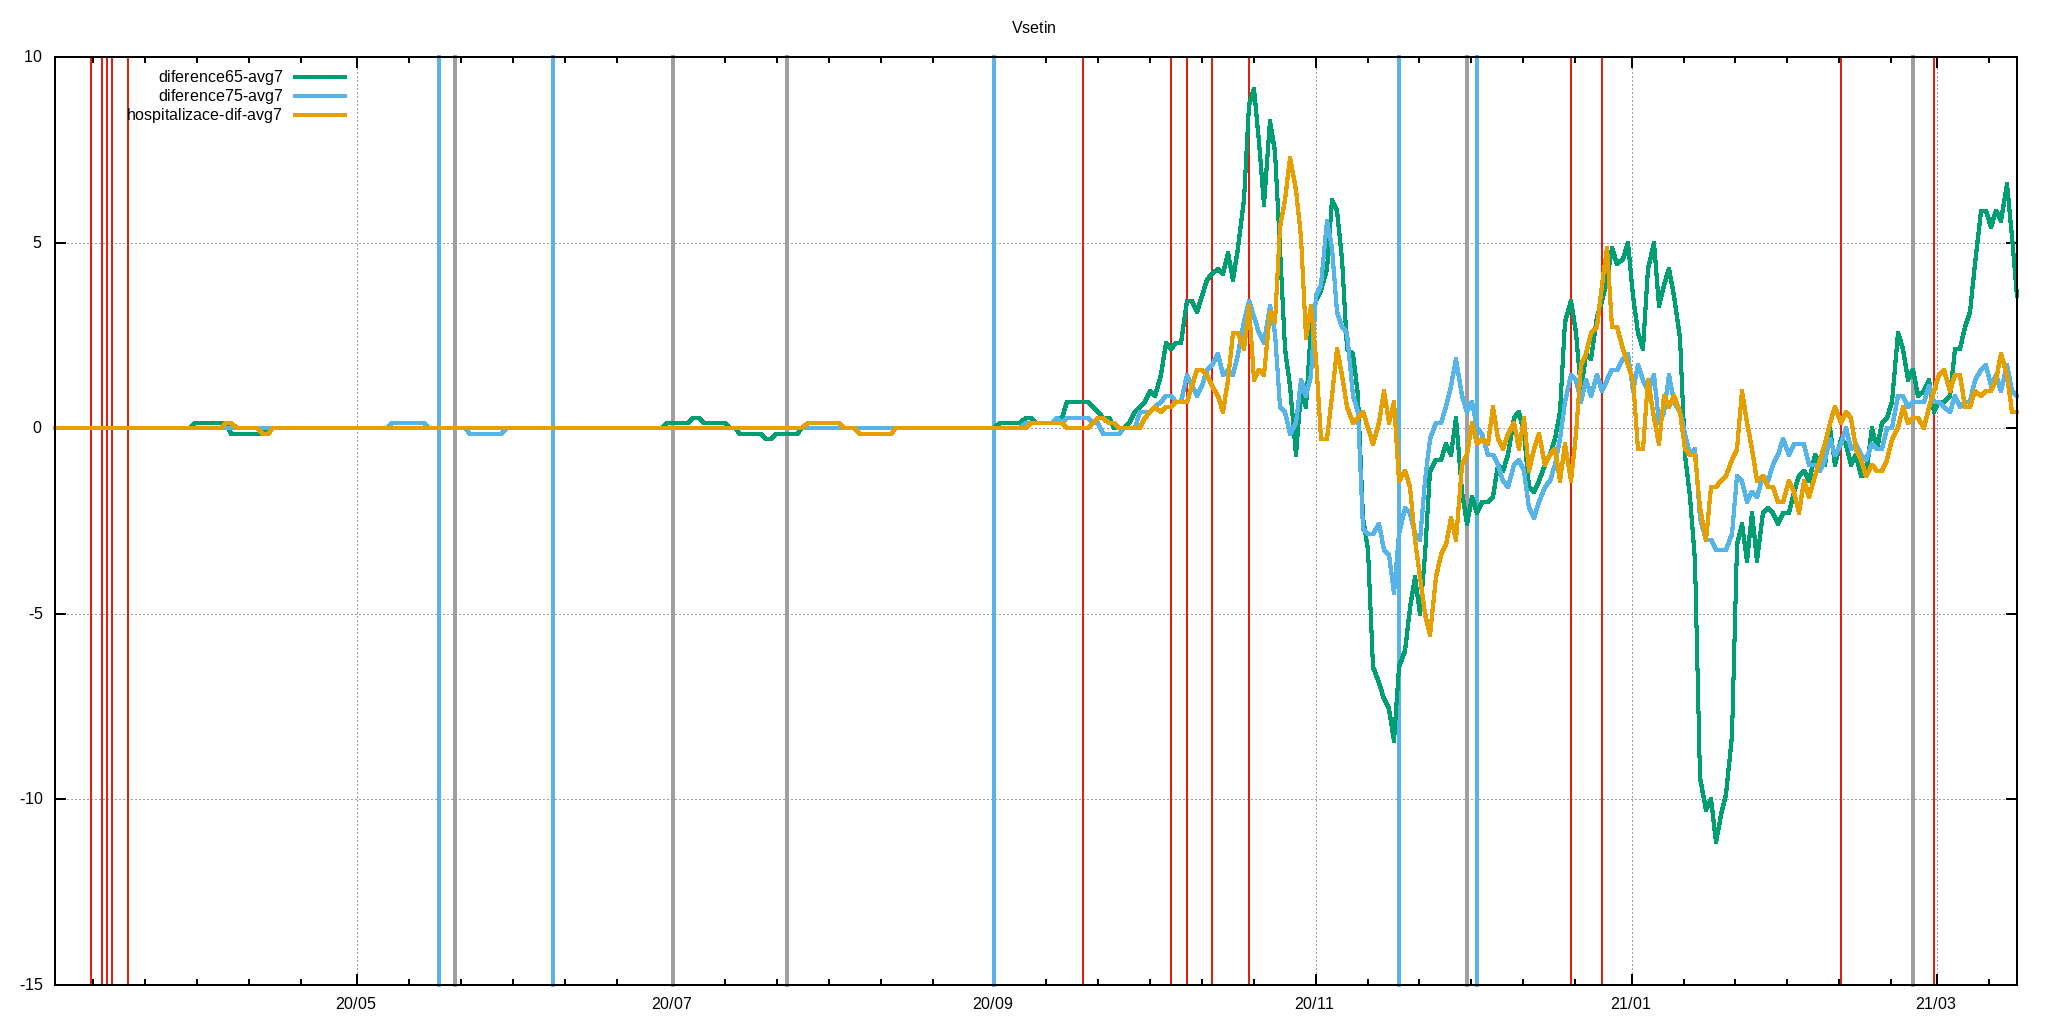 Vsetin
10
diference65-avg7
diference75-avg7
hospitalizace-dif-avg7
5
0
-5
-10
-15
20/05 20/07 20/09 20/11 21/01 21/03